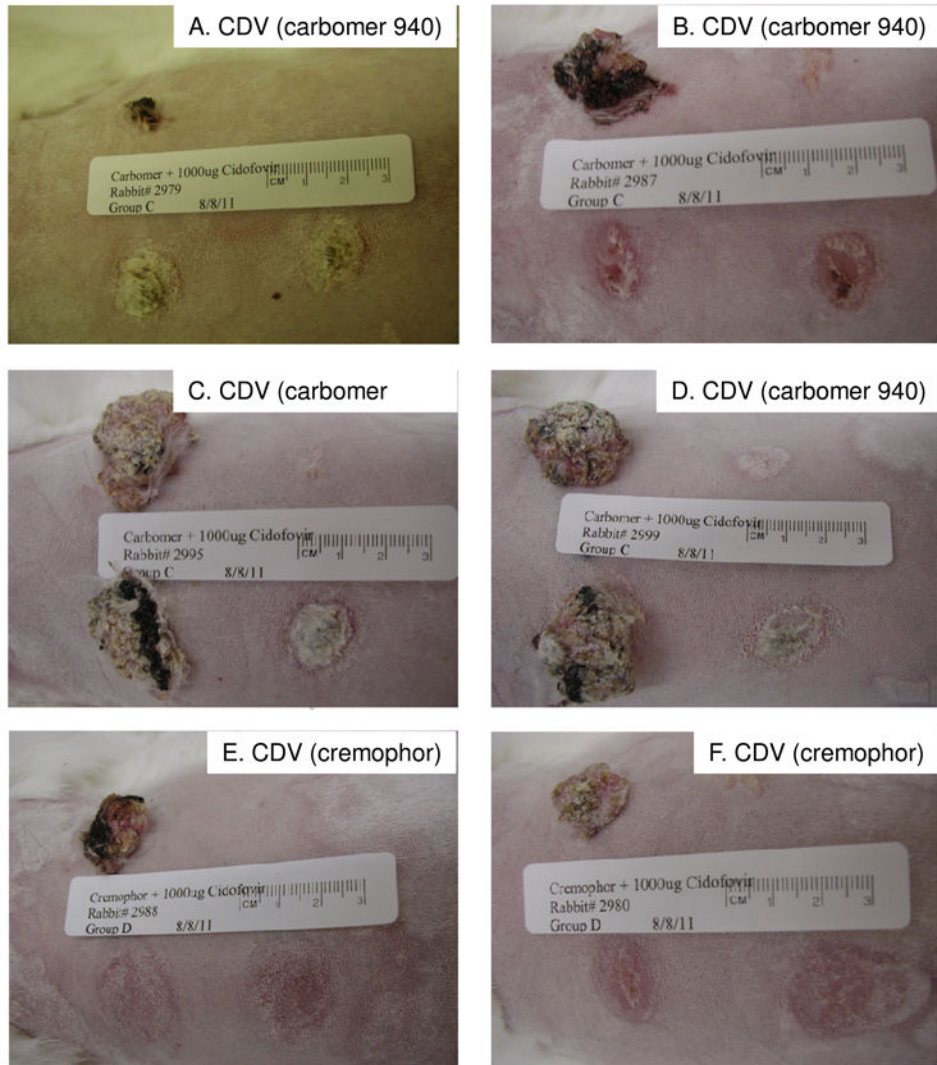 A. CDV (carbomer 940)
Carbomer + 1000ug Cidofovir
Rabbit# 2979
Group C 8/8/11
CM 1 2 3
B. CDV (carbomer 940)
Carbomer + 1000ug Cidofovir
Rabbit# 2987
Group C 8/8/11
CM 1 2 3
C. CDV (carbomer
Carbomer + 1000ug Cidofovir
Rabbit# 2995
Group C 8/8/11
CM 1 2 3
D. CDV (carbomer 940)
Carbomer + 1000ug Cidofovir
Rabbit# 2999
Group C 8/8/11
CM 1 2 3
E. CDV (cremophor)
Cremophor + 1000ug Cidofovir
Rabbit# 2988
Group D 8/8/11
CM 1 2 3
F. CDV (cremophor)
Cremophor + 1000ug Cidofovir
Rabbit# 2980
Group D 8/8/11
CM 1 2 3